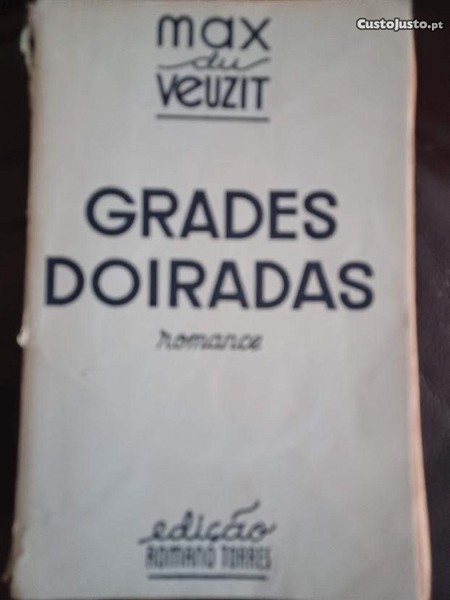 CustoJusto.pt
max
du
veuzit
GRADES
DOIRADAS
romance
edição
ROMANO TORRES